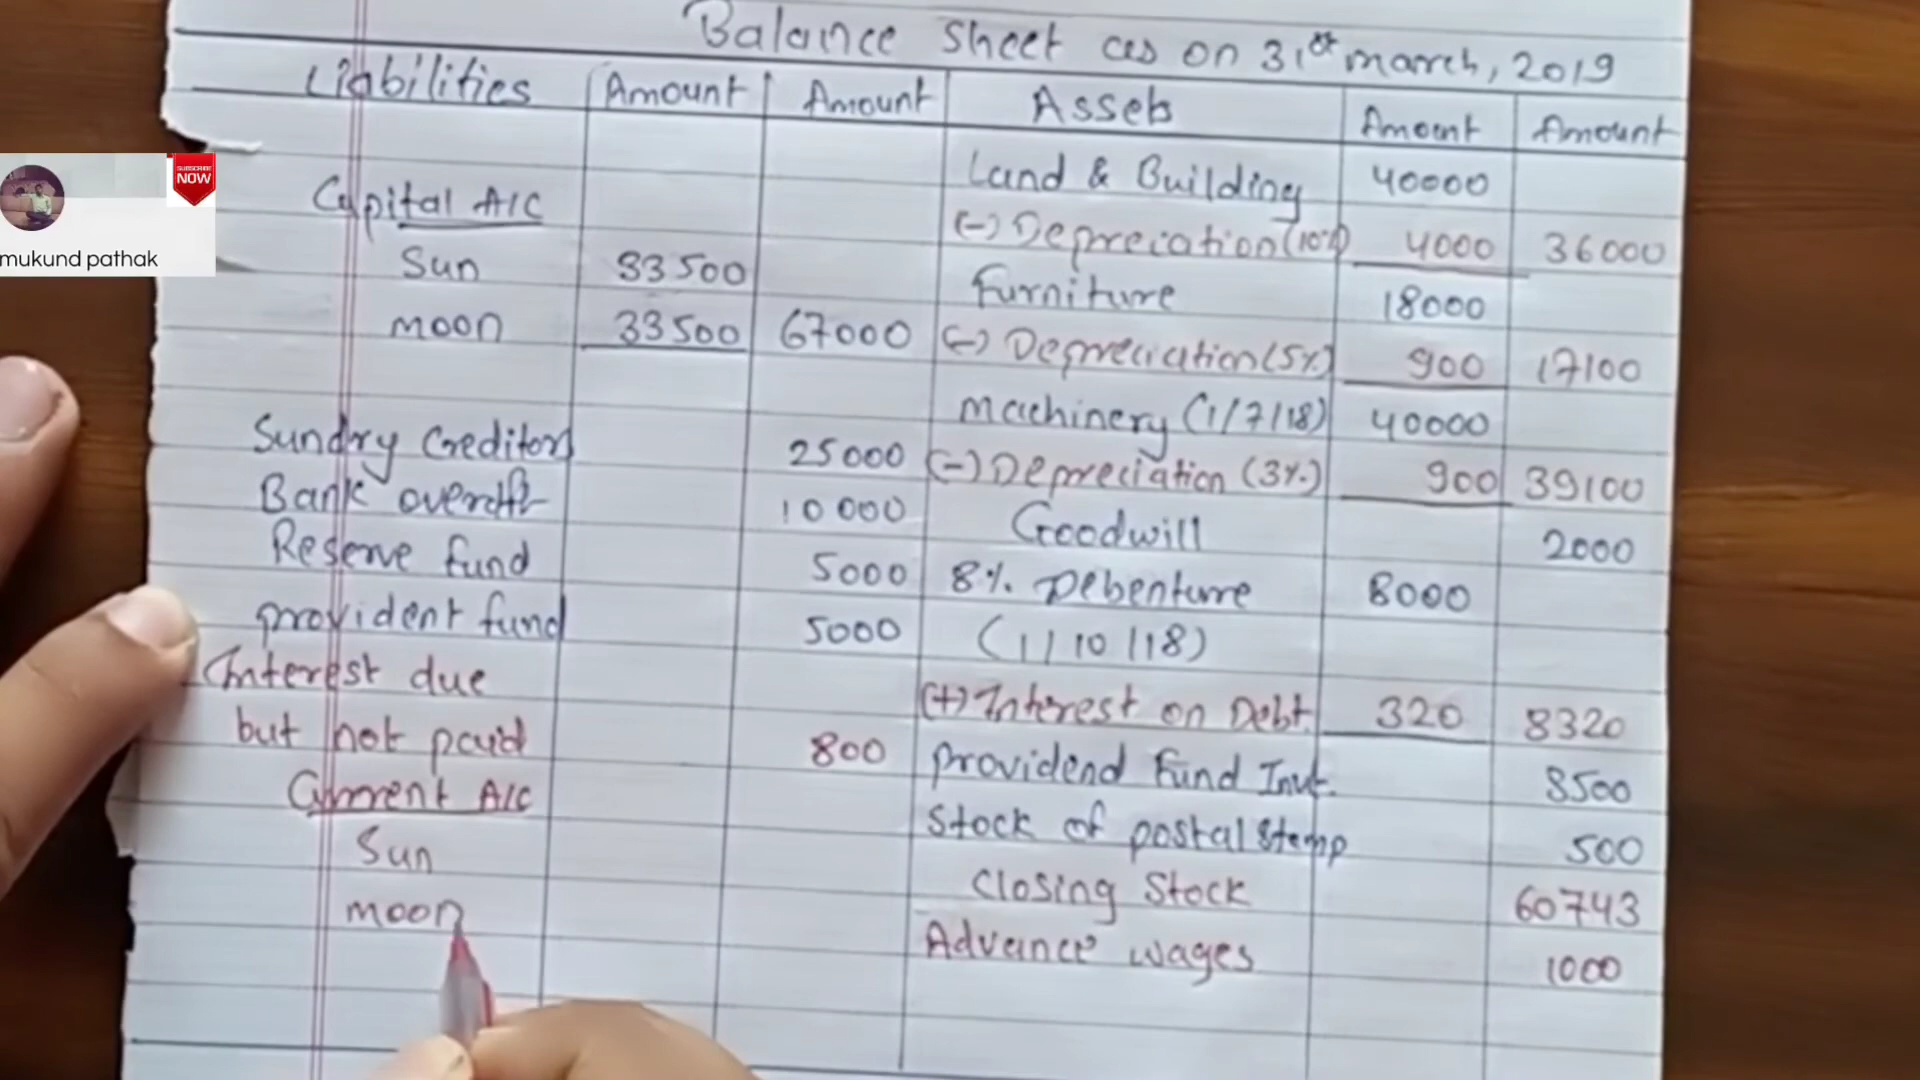 Balance Sheet as on 31st march, 2019
Liabilities Amount Amount Assets Amount Amount
Land & Building 40000
Capital A/C (-) Depreciation (10%) 4000 36000
Sun 33500 Furniture 18000
moon 33500 67000 (-) Depreciation (5%) 900 17100
machinery (1/7/18) 40000
Sundry Creditors 25000 (-) Depreciation (3%) 900 39100
Bank overdft 10000 Goodwill 2000
Reserve fund 5000 8% Debenture 8000
provident fund 5000 (1/10/18)
Interest due (+) Interest on Debt. 320 8320
but not paid 800 providend Fund Invt. 8500
Current A/C Stock of postal Stamp 500
Sun Closing Stock 60743
moon Advance wages 1000
SUBSCRIBE
NOW
mukund pathak